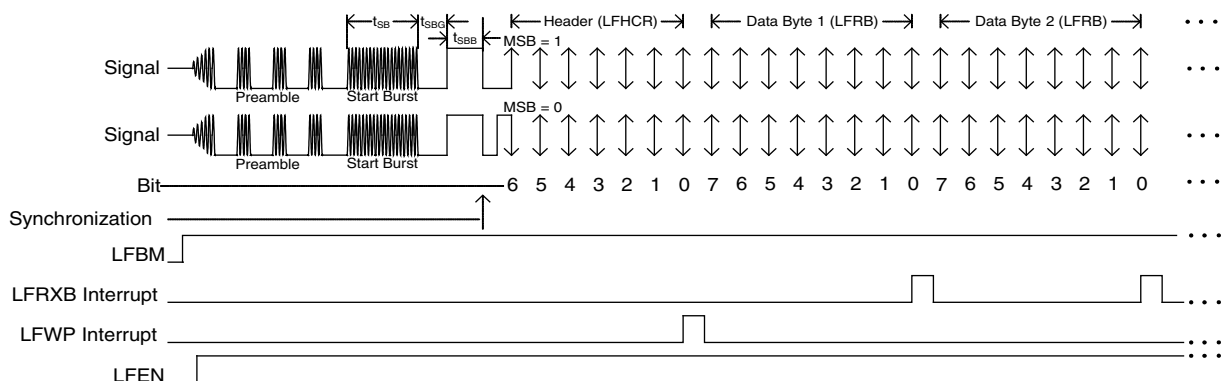 tSB tSBG Header (LFHCR) Data Byte 1 (LFRB) Data Byte 2 (LFRB) • • •
tSBB MSB = 1
Signal • • •
Preamble Start Burst
MSB = 0
Signal • • •
Preamble Start Burst
Bit 6 5 4 3 2 1 0 7 6 5 4 3 2 1 0 7 6 5 4 3 2 1 0 • • •
Synchronization
LFBM • • •
LFRXB Interrupt • • •
LFWP Interrupt • • •
LFEN • • •